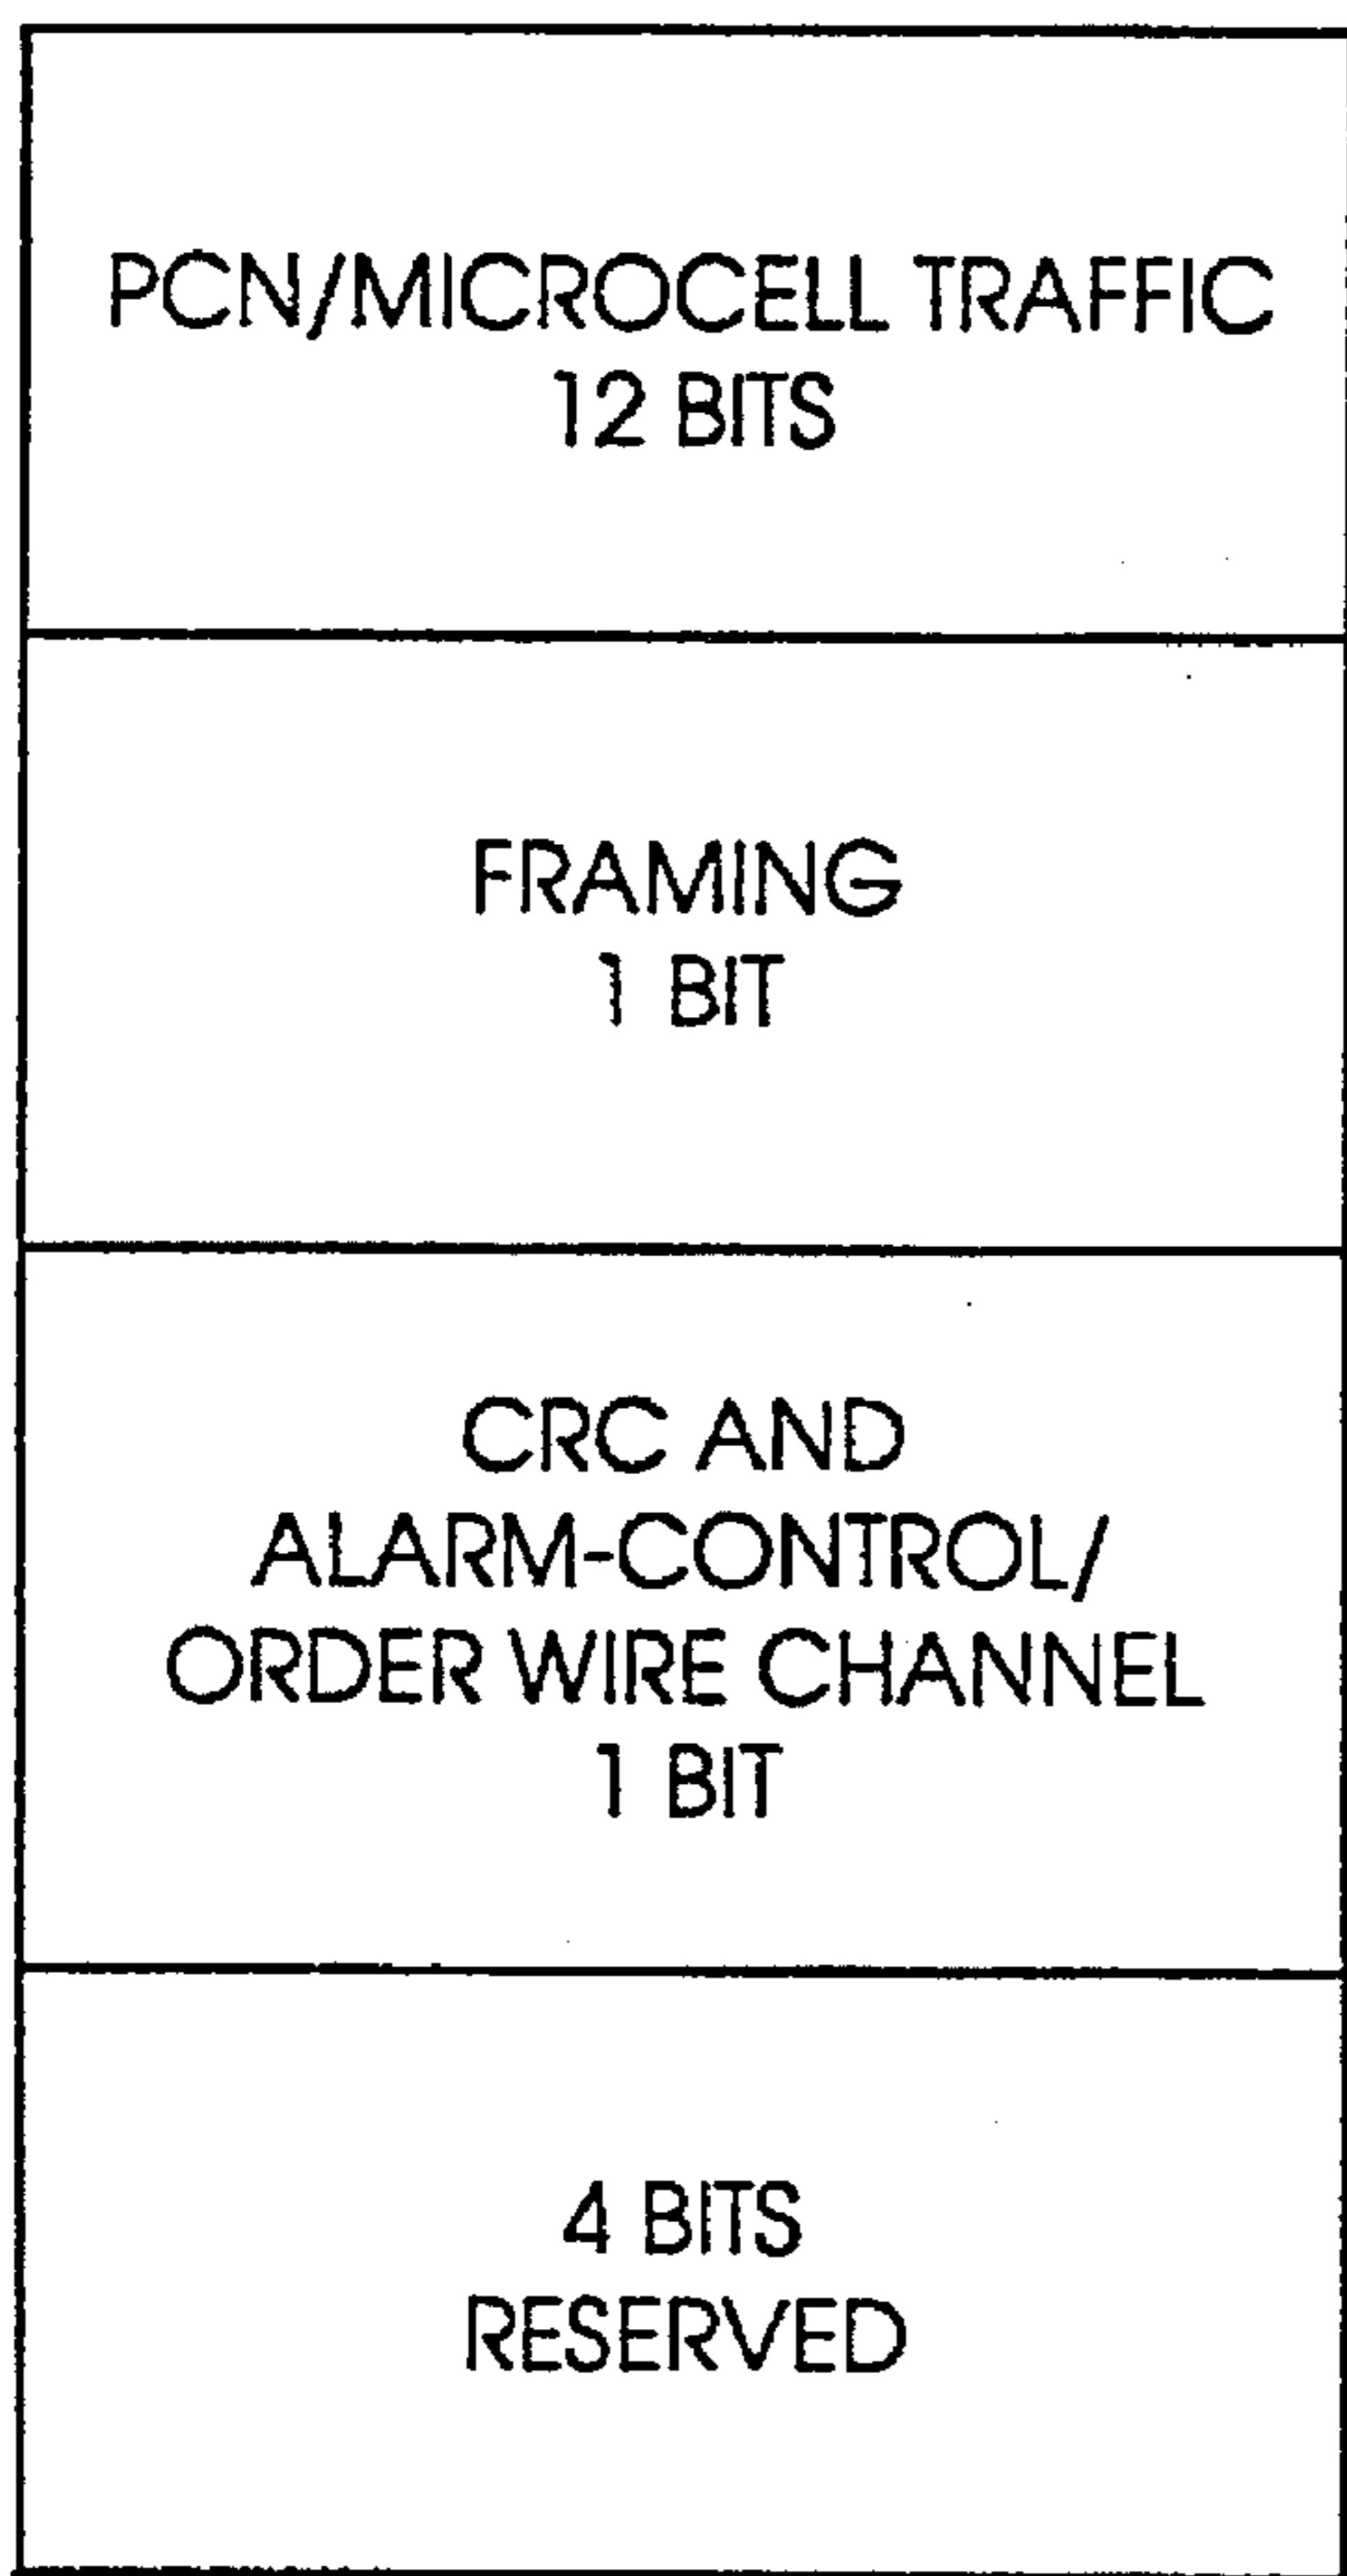 PCN/MICROCELL TRAFFIC
12 BITS
FRAMING
1 BIT
CRC AND
ALARM-CONTROL/
ORDER WIRE CHANNEL
1 BIT
4 BITS
RESERVED